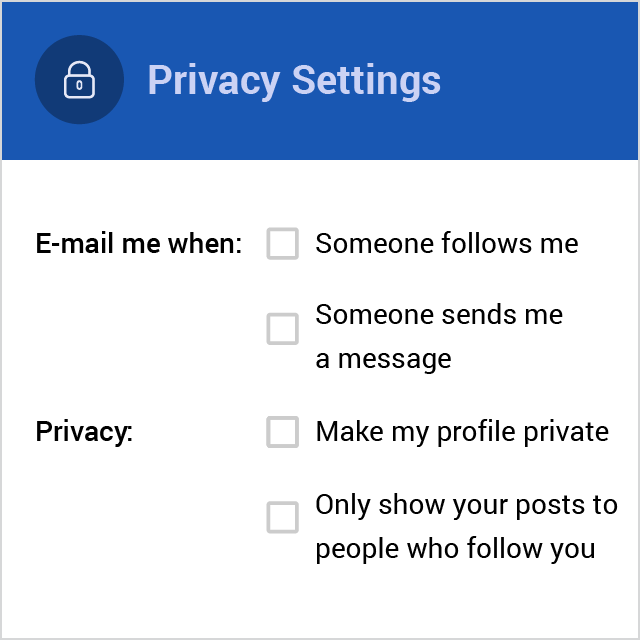 Privacy Settings
E-mail me when: Someone follows me
Someone sends me
a message
Privacy: Make my profile private
Only show your posts to
people who follow you